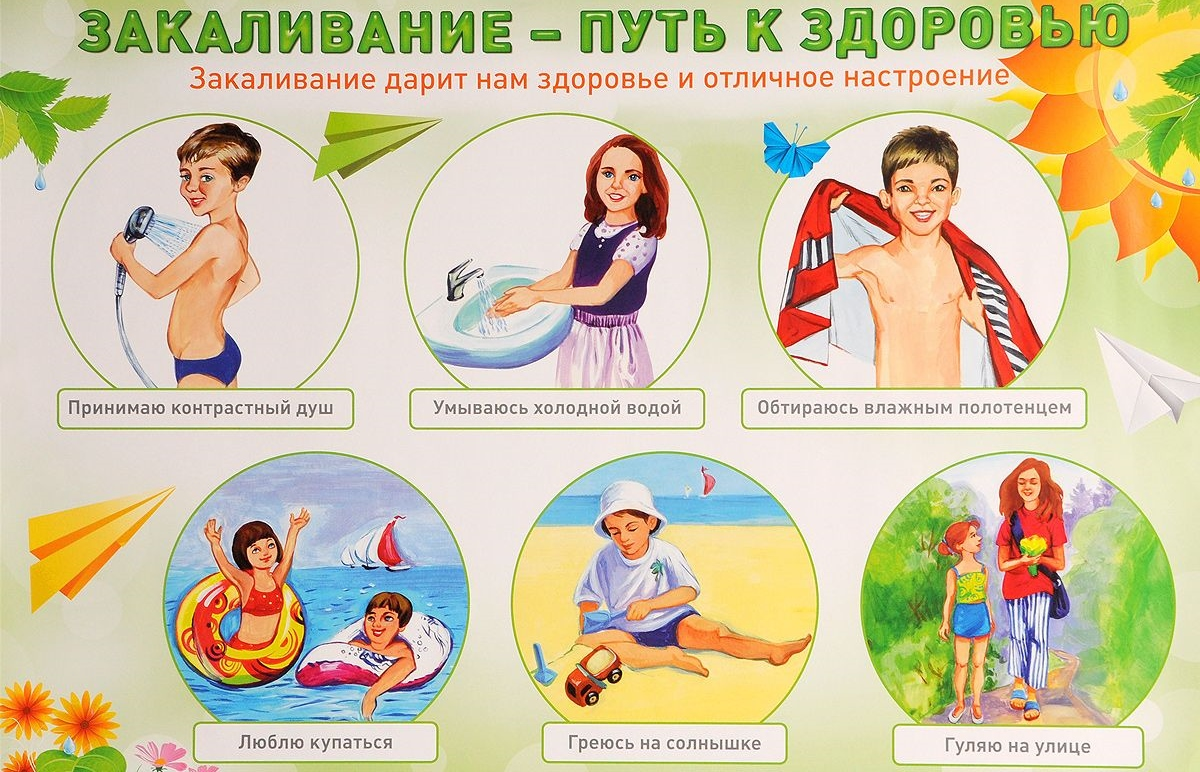 ЗАКАЛИВАНИЕ – ПУТЬ К ЗДОРОВЬЮ
Закаливание дарит нам здоровье и отличное настроение
Принимаю контрастный душ
Умываюсь холодной водой
Обтираюсь влажным полотенцем
Люблю купаться
Греюсь на солнышке
Гуляю на улице